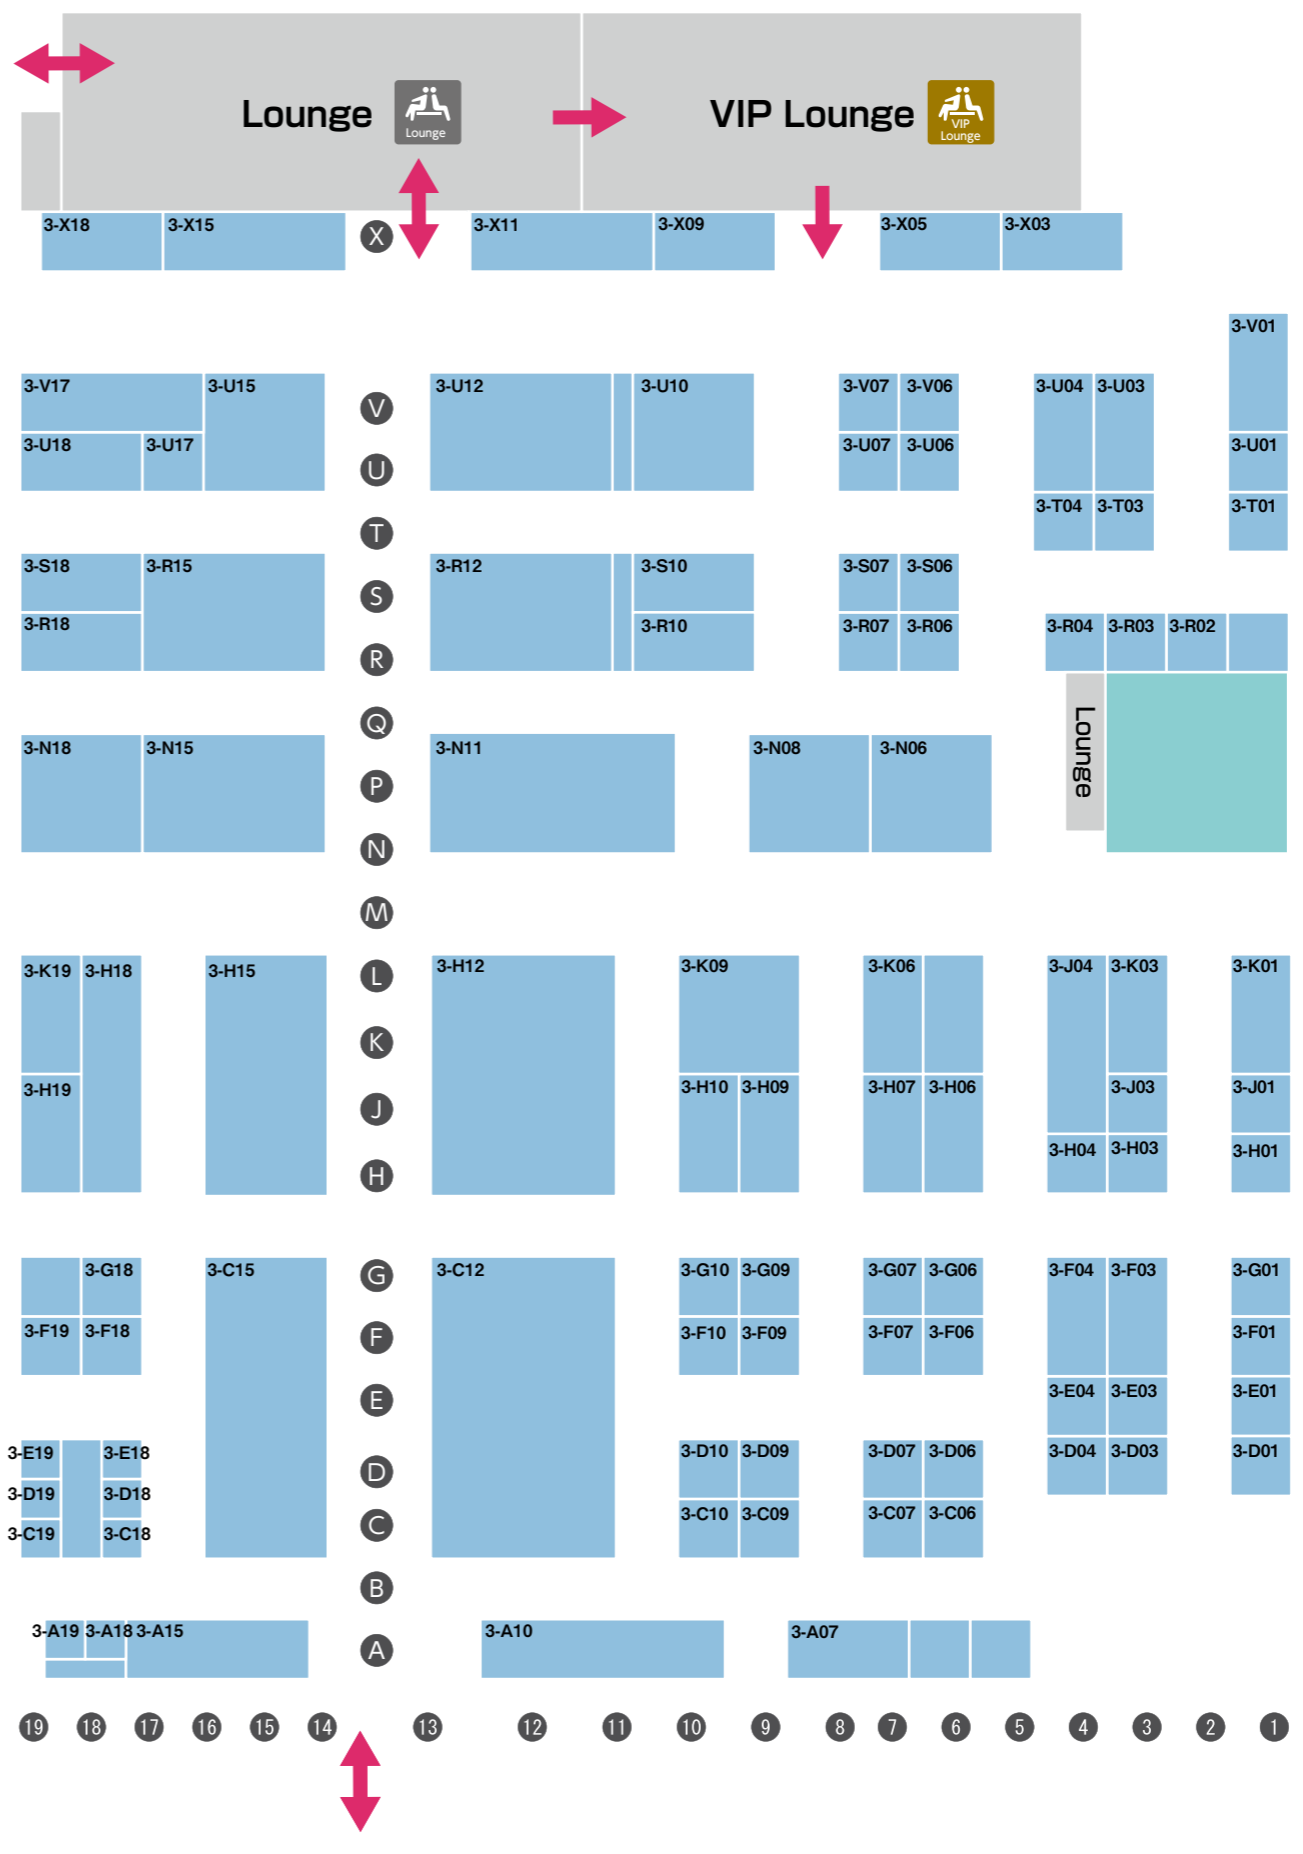 Lounge
Lounge
VIP Lounge
VIP
Lounge
3-X18 3-X15 X 3-X11 3-X09 3-X05 3-X03
3-V01
3-V17 3-U15 V 3-U12 3-U10 3-V07 3-V06 3-U04 3-U03
3-U18 3-U17 U 3-U07 3-U06 3-U01
T 3-T04 3-T03 3-T01
3-S18 3-R15 S 3-R12 3-S10 3-S07 3-S06
3-R18 R 3-R10 3-R07 3-R06 3-R04 3-R03 3-R02
Q
Lounge
3-N18 3-N15 P 3-N11 3-N08 3-N06
N
M
3-K19 3-H18 3-H15 L 3-H12 3-K09 3-K06 3-J04 3-K03 3-K01
K
3-H19 J 3-H10 3-H09 3-H07 3-H06 3-J03 3-J01
H 3-H04 3-H03 3-H01
3-G18 3-C15 G 3-C12 3-G10 3-G09 3-G07 3-G06 3-F04 3-F03 3-G01
3-F19 3-F18 F 3-F10 3-F09 3-F07 3-F06 3-F01
E 3-E04 3-E03 3-E01
3-E19 3-E18 D 3-D10 3-D09 3-D07 3-D06 3-D04 3-D03 3-D01
3-D19 3-D18
3-C19 3-C18 C 3-C10 3-C09 3-C07 3-C06
B
3-A19 3-A18 3-A15 A 3-A10 3-A07
19 18 17 16 15 14 13 12 11 10 9 8 7 6 5 4 3 2 1